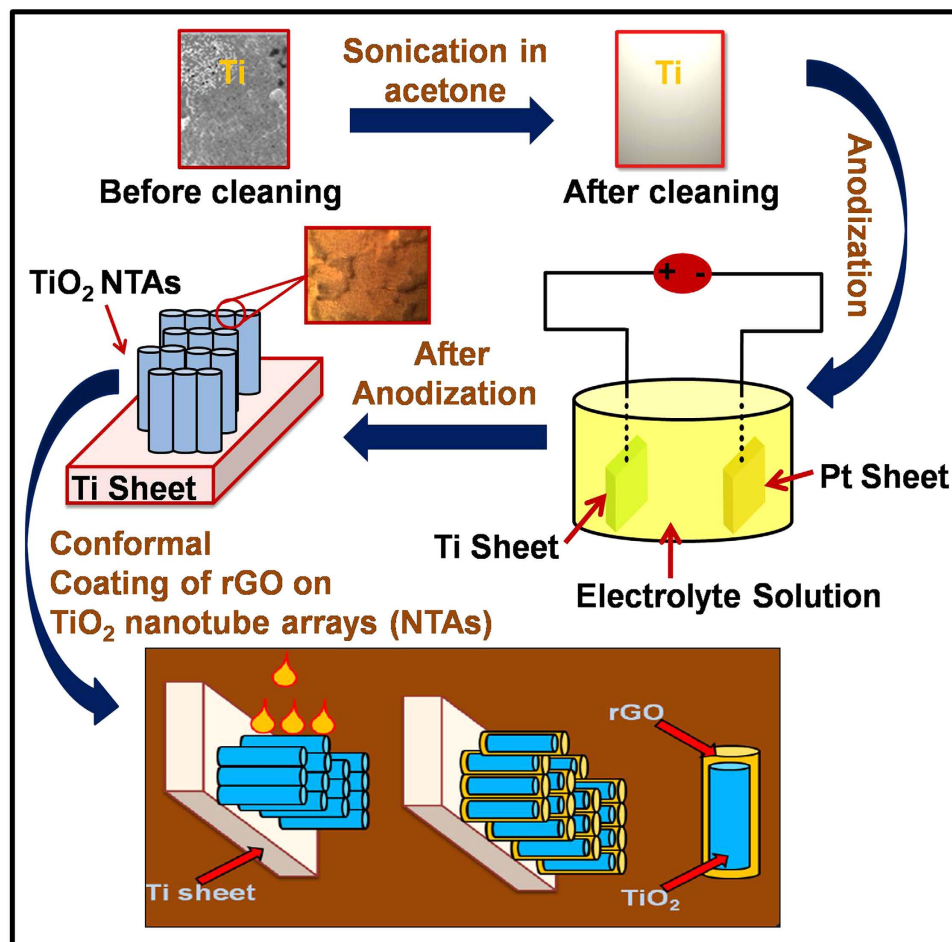 Ti
Sonication in
acetone
Ti
Before cleaning
After cleaning
Anodization
TiO₂ NTAs
+ -
After
Anodization
Ti Sheet
Pt Sheet
Ti Sheet
Electrolyte Solution
Conformal
Coating of rGO on
TiO₂ nanotube arrays (NTAs)
rGO
Ti sheet
TiO₂